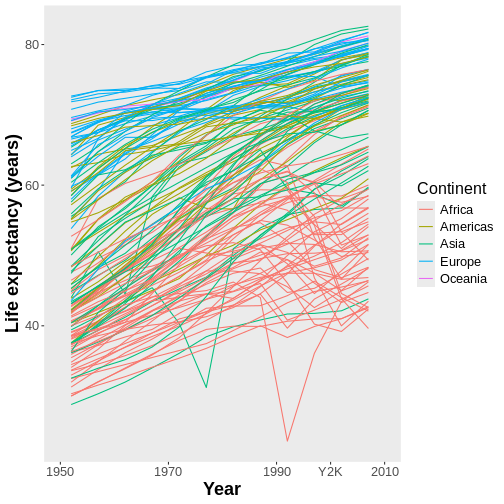 Life expectancy (years)
80
60
40
1950
1970
1990
Y2K
2010
Year
Continent
Africa
Americas
Asia
Europe
Oceania